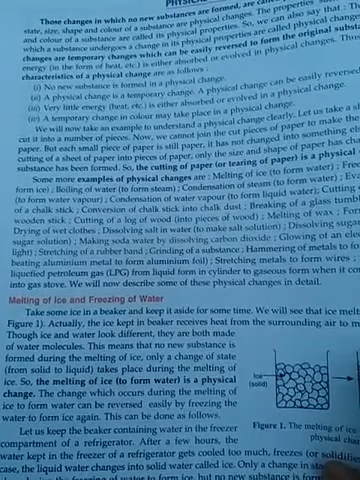 PHYSICAL
Those changes in which no new substances are formed, are
state, size, shape and colour of a substance are physical changes. The properties
and colour of a substance are called its physical properties. So, we can also say that : The
which a substance undergoes a change in its physical properties are called physical change
changes are temporary changes which can be easily reversed to form the original subst
energy (in the form of heat, etc.) is either absorbed or evolved in physical changes. Thus
characteristics of a physical change are as follows :
(i) No new substance is formed in a physical change.
(ii) A physical change is a temporary change. A physical change can be easily reverse
(iii) Very little energy (heat, etc.) is either absorbed or evolved in a physical change.
(iv) A temporary change in colour may take place in a physical change.
We will now take an example to understand a physical change clearly. Let us take a s
cut it into a number of pieces. Now, we cannot join the cut pieces of paper to make the
paper. But each small piece of paper is still paper, it has not changed into something
cutting of a sheet of paper into pieces, only the size and shape of paper has cha
substance has been formed. So, the cutting of paper (or tearing of paper) is a physical
Some more examples of physical changes are : Melting of ice (to form water) ; Free
form ice) ; Boiling of water (to form steam) ; Condensation of steam (to form water) ; Eva
(to form water vapour) ; Condensation of water vapour (to form liquid water); Cutting
of a chalk stick ; Conversion of chalk stick into chalk dust ; Breaking of a glass tumb
wooden stick ; Cutting of a log of wood (into pieces of wood) ; Melting of wax ;
Drying of wet clothes ; Dissolving salt in water (to make salt solution) ; Dissolving sugar
sugar solution) ; Making soda water by dissolving carbon dioxide ; Glowing of an elec
light) ; Stretching of a rubber band ; Grinding of a substance ; Hammering of metals to fo
beating aluminium metal to form aluminium foil) ; Stretching metals to form wires ;
liquefied petroleum gas (LPG) from liquid form in cylinder to gaseous form when it co
into gas stove. We will now describe some of these physical changes in detail.
Melting of Ice and Freezing of Water
Take some ice in a beaker and keep it aside for some time. We will see that ice melt
Figure 1). Actually, the ice kept in beaker receives heat from the surrounding air to m
Though ice and water look different, they are both
made of water molecules. This means that no new substance is
formed during the melting of ice, only a change of state
(from solid to liquid) takes place during the melting of
ice. So, the melting of ice (to form water) is a physical
change. The change which occurs during the melting of
ice to form water can be reversed easily by freezing the
water to form ice again. This can be done as follows.
Let us keep the beaker containing water in the freezer
compartment of a refrigerator. After a few hours, the
water kept in the freezer of a refrigerator gets cooled too much, freezes (or solidifies
case, the liquid water changes into solid water called ice. Only a change in sta
Ice
(solid)
Figure 1. The melting of ice
physical cha